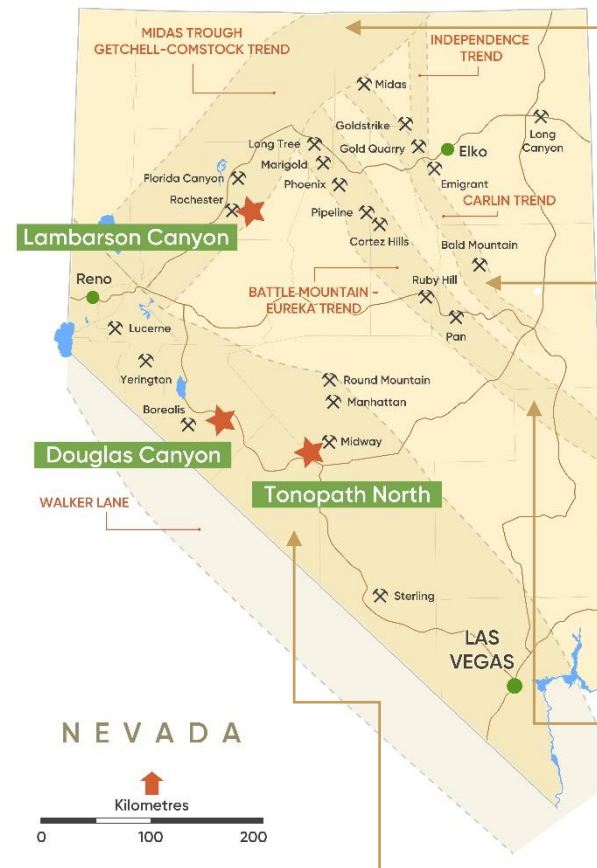 MIDAS TROUGH
GETCHELL-COMSTOCK TREND
INDEPENDENCE
TREND
Midas
Goldstrike
Long
Canyon
Long Tree
Gold Quarry
Elko
Marigold
Florida Canyon
Phoenix
Emigrant
Rochester
Pipeline
CARLIN TREND
Cortez Hills
Lambarson Canyon
Bald Mountain
Reno
Ruby Hill
BATTLE MOUNTAIN -
EUREKA TREND
Lucerne
Pan
Yerington
Round Mountain
Borealis
Manhattan
Douglas Canyon
Midway
Tonopath North
WALKER LANE
Sterling
LAS
VEGAS
NEVADA
Kilometres
0 100 200